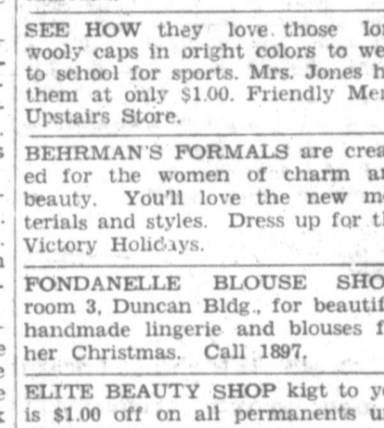 SEE HOW they love those lo
wooly caps in oright colors to we
to school for sports. Mrs. Jones h
them at only $1.00. Friendly Mer
Upstairs Store.
BEHRMAN'S FORMALS are crea
ed for the women of charm a
beauty. You'll love the new m
terials and styles. Dress up for t
Victory Holidays.
FONDANELLE BLOUSE SHO
room 3, Duncan Bldg., for beautif
handmade lingerie and blouses f
her Christmas. Call 1897.
ELITE BEAUTY SHOP kigt to y
is $1.00 off on all permanents u